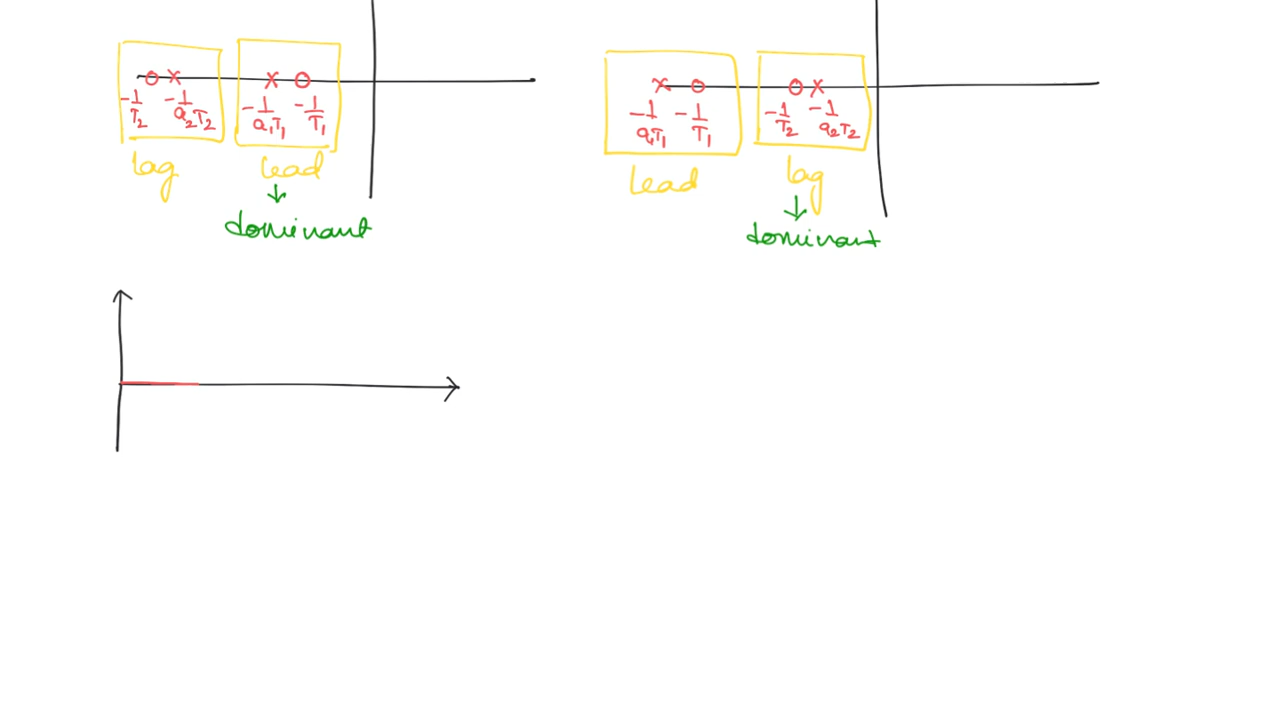 -1/T₂ -1/a₂T₂ -1/a₁T₁ -1/T₁
lag lead
↓
dominant
-1/a₁T₁ -1/T₁ -1/T₂ -1/a₂T₂
lead lag
↓
dominant